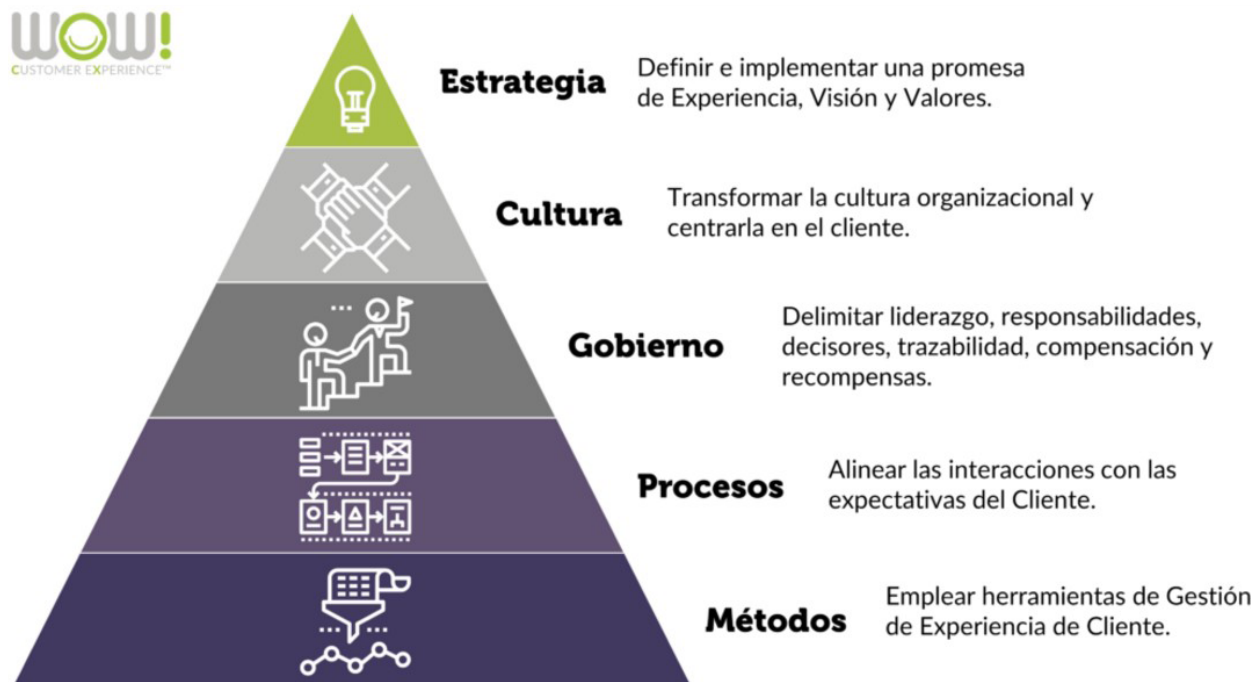 WOW!
CUSTOMER EXPERIENCE™
Estrategia
Definir e implementar una promesa
de Experiencia, Visión y Valores.
Cultura
Transformar la cultura organizacional y
centrarla en el cliente.
Gobierno
Delimitar liderazgo, responsabilidades,
decisores, trazabilidad, compensación y
recompensas.
Procesos
Alinear las interacciones con las
expectativas del Cliente.
Métodos
Emplear herramientas de Gestión
de Experiencia de Cliente.